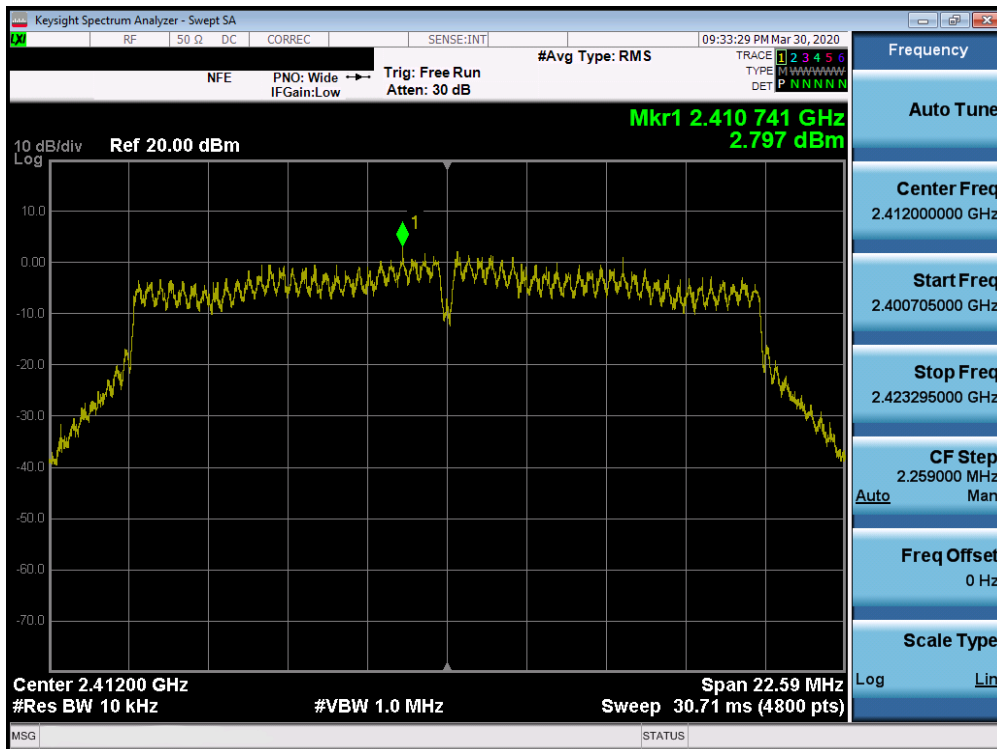 Keysight Spectrum Analyzer - Swept SA
LXI RF 50 Ω DC CORREC SENSE:INT 09:33:29 PM Mar 30, 2020
NFE PNO: Wide Trig: Free Run #Avg Type: RMS TRACE 1 2 3 4 5 6
IFGain:Low Atten: 30 dB TYPE M WWWWW
DET P N N N N N
Mkr1 2.410 741 GHz
2.797 dBm
10 dB/div Ref 20.00 dBm
Log
10.0
1
0.00
-10.0
-20.0
-30.0
-40.0
-50.0
-60.0
-70.0
Center 2.41200 GHz Span 22.59 MHz
#Res BW 10 kHz #VBW 1.0 MHz Sweep 30.71 ms (4800 pts)
MSG STATUS
Frequency
Auto Tune
Center Freq
2.412000000 GHz
Start Freq
2.400705000 GHz
Stop Freq
2.423295000 GHz
CF Step
2.259000 MHz
Auto Man
Freq Offset
0 Hz
Scale Type
Log Lin